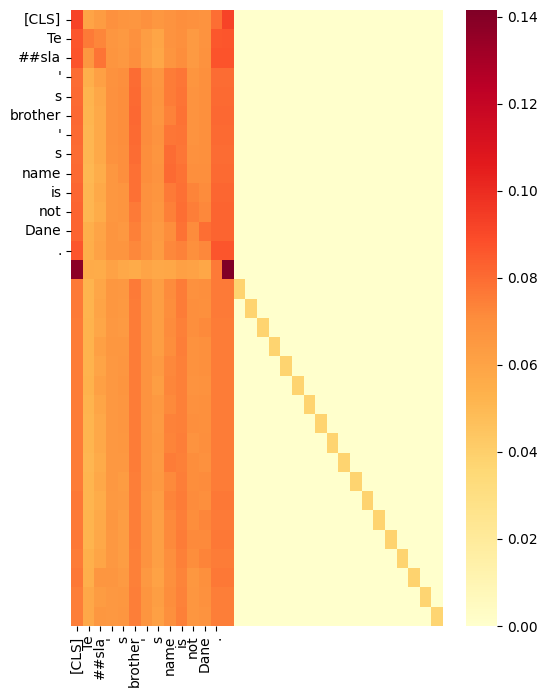 [CLS]
Te
##sla
'
s
brother
'
s
name
is
not
Dane
.
0.14
0.12
0.10
0.08
0.06
0.04
0.02
0.00
[CLS]
Te
##sla
'
s
brother
'
s
name
is
not
Dane
.